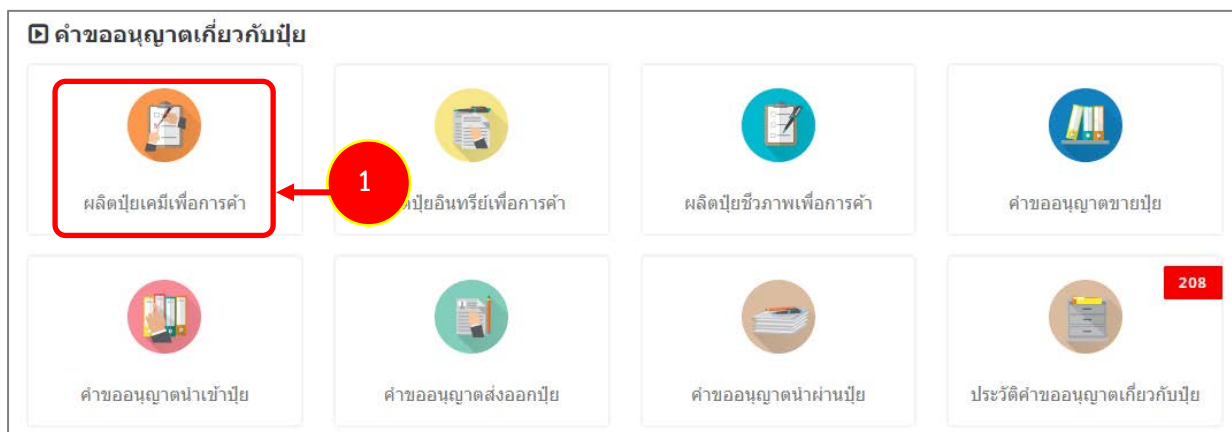 คำขออนุญาตเกี่ยวกับปุ๋ย
ผลิตปุ๋ยเคมีเพื่อการค้า
1
ปุ๋ยอินทรีย์เพื่อการค้า
ผลิตปุ๋ยชีวภาพเพื่อการค้า
คำขออนุญาตขายปุ๋ย
208
คำขออนุญาตนำเข้าปุ๋ย
คำขออนุญาตส่งออกปุ๋ย
คำขออนุญาตนำผ่านปุ๋ย
ประวัติคำขออนุญาตเกี่ยวกับปุ๋ย